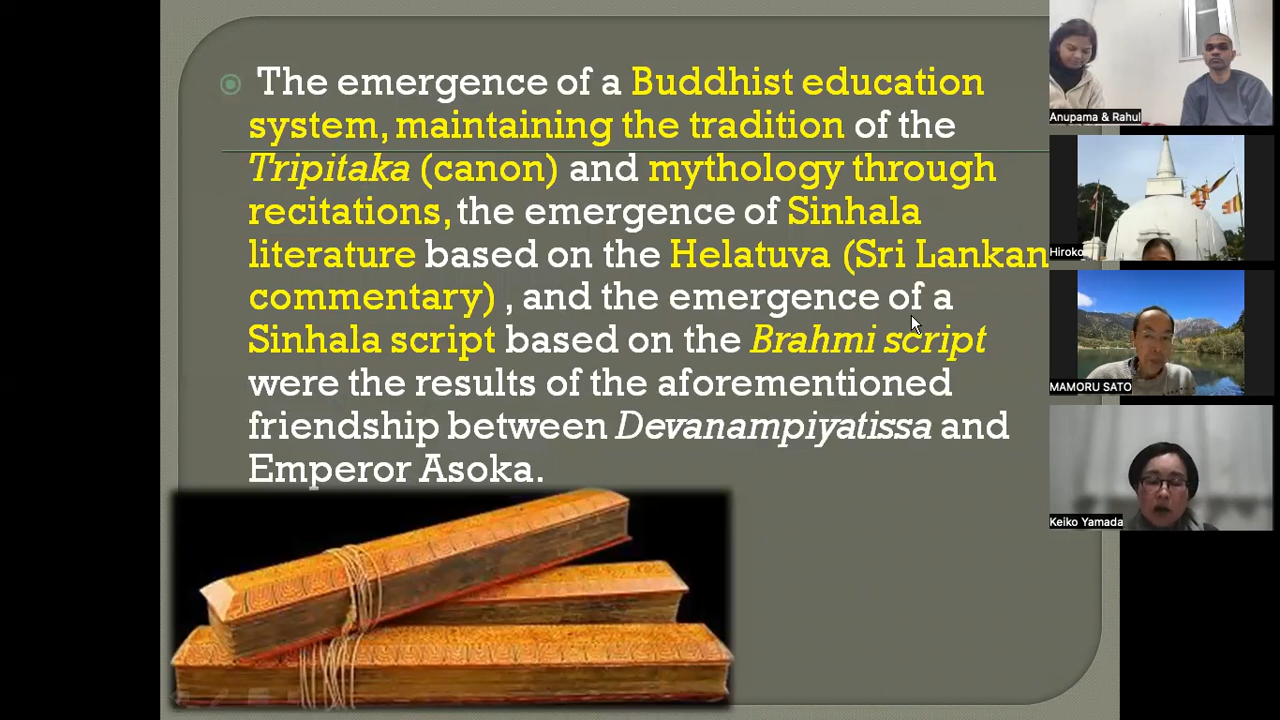 The emergence of a Buddhist education
system, maintaining the tradition of the
Tripitaka (canon) and mythology through
recitations, the emergence of Sinhala
literature based on the Helatuva (Sri Lankan
commentary) , and the emergence of a
Sinhala script based on the Brahmi script
were the results of the aforementioned
friendship between Devanampiyatissa and
Emperor Asoka.
Anupama & Rahul
Hiroko
MAMORU SATO
Keiko Yamada